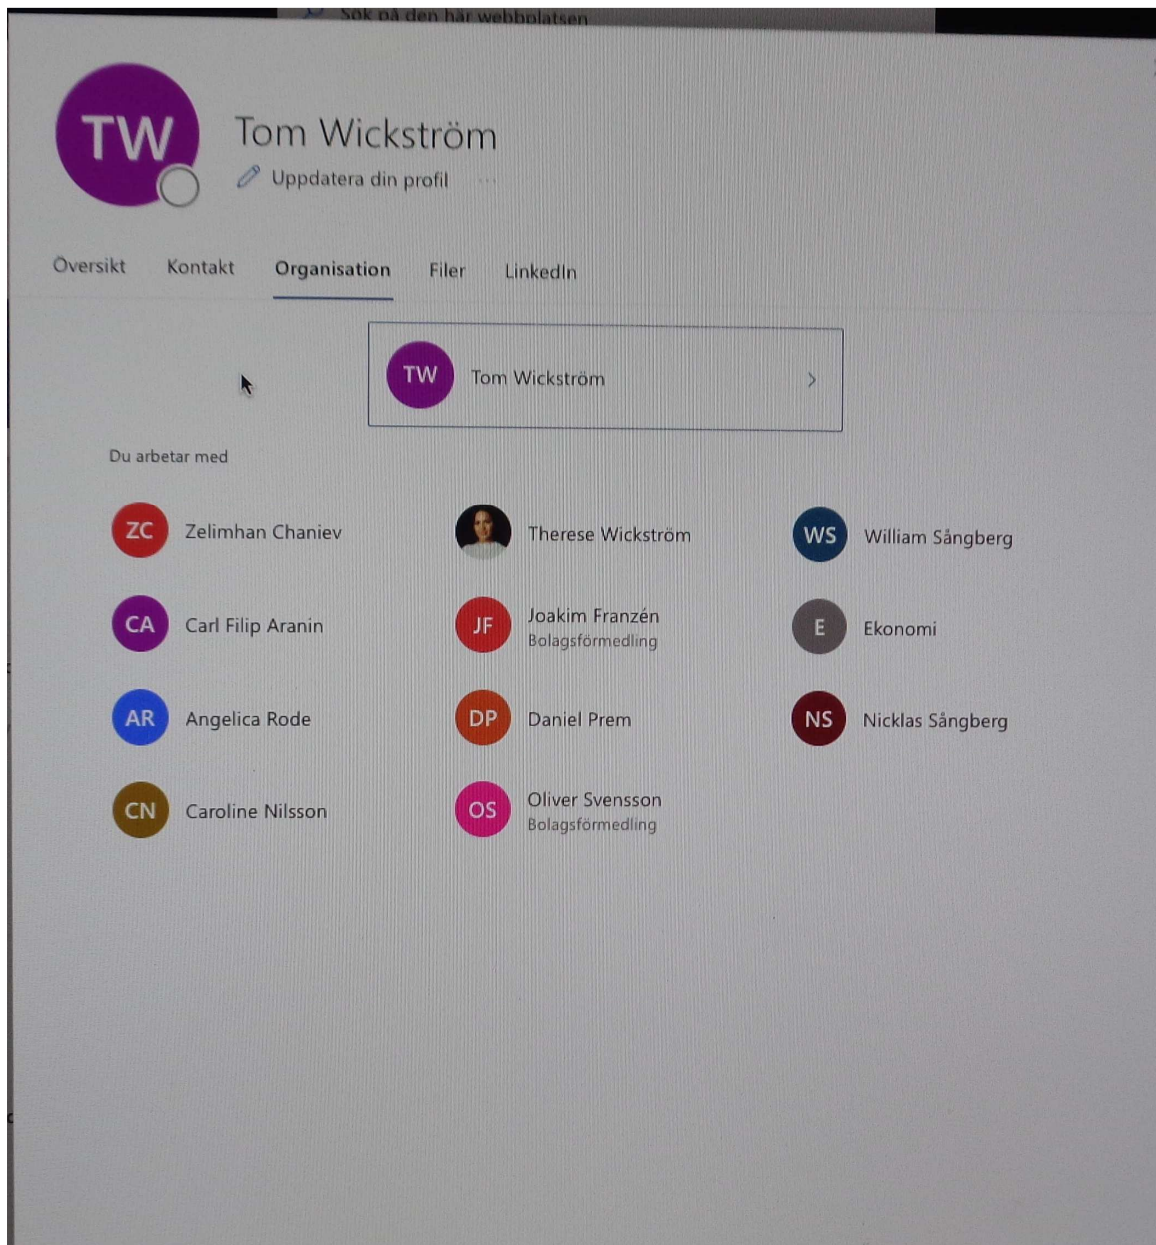 Sök på den här webbplatsen
TW
Tom Wickström
Uppdatera din profil
Översikt Kontakt Organisation Filer LinkedIn
TW Tom Wickström
Du arbetar med
ZC Zelimhan Chaniev
Therese Wickström
WS William Sångberg
CA Carl Filip Aranin
JF Joakim Franzén
Bolagsförmedling
E Ekonomi
AR Angelica Rode
DP Daniel Prem
NS Nicklas Sångberg
CN Caroline Nilsson
OS Oliver Svensson
Bolagsförmedling